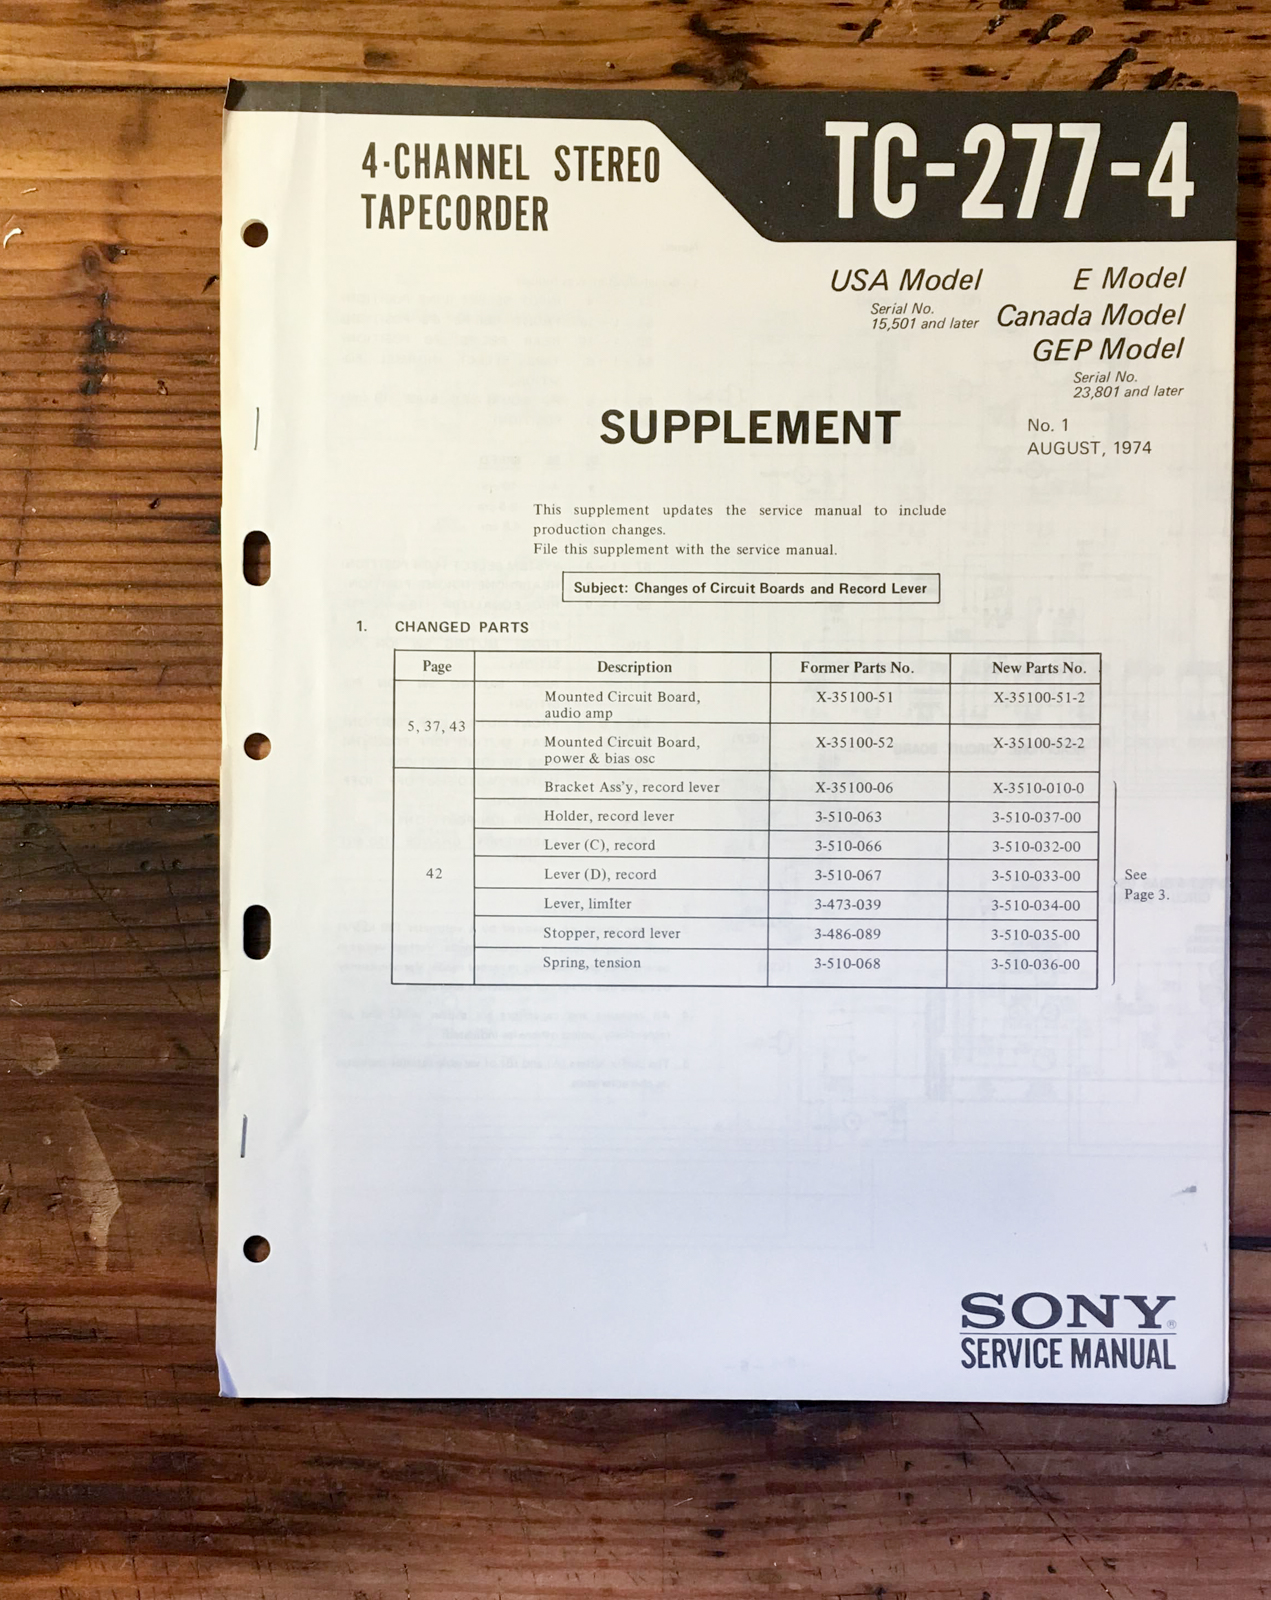 4-CHANNEL STEREO
TAPECORDER
TC-277-4
USA Model
Serial No.
15,501 and later
E Model
Canada Model
GEP Model
Serial No.
23,801 and later
SUPPLEMENT
No. 1
AUGUST, 1974
This supplement updates the service manual to include
production changes.
File this supplement with the service manual.
Subject: Changes of Circuit Boards and Record Lever
1. CHANGED PARTS
Page Description Former Parts No. New Parts No.
5, 37, 43
Mounted Circuit Board,
audio amp
X-35100-51 X-35100-51-2
Mounted Circuit Board,
power & bias osc
X-35100-52 X-35100-52-2
42
Bracket Ass'y, record lever X-35100-06 X-3510-010-0
Holder, record lever 3-510-063 3-510-037-00
Lever (C), record 3-510-066 3-510-032-00
Lever (D), record 3-510-067 3-510-033-00
Lever, limIter 3-473-039 3-510-034-00
Stopper, record lever 3-486-089 3-510-035-00
Spring, tension 3-510-068 3-510-036-00
See
Page 3.
SONY®
SERVICE MANUAL